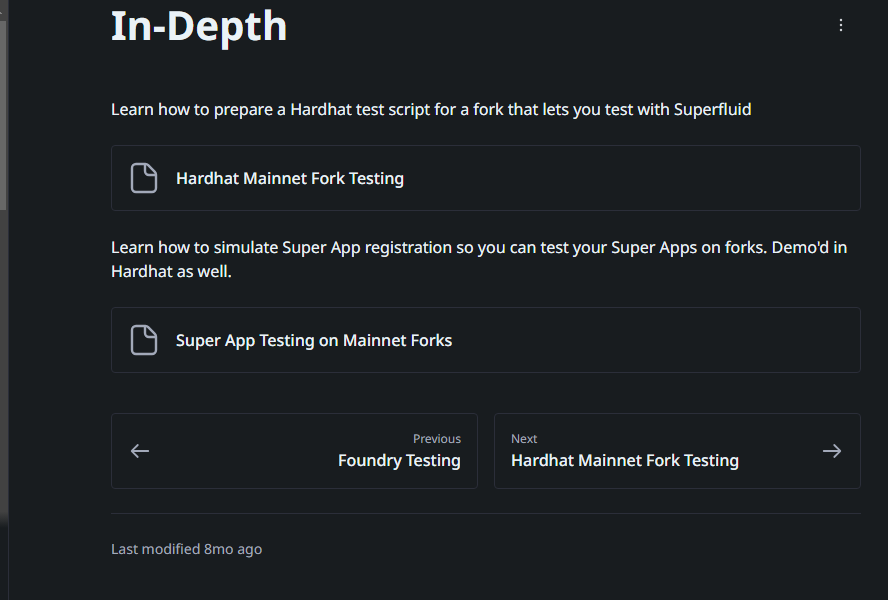 In-Depth
Learn how to prepare a Hardhat test script for a fork that lets you test with Superfluid
Hardhat Mainnet Fork Testing
Learn how to simulate Super App registration so you can test your Super Apps on forks. Demo'd in
Hardhat as well.
Super App Testing on Mainnet Forks
Previous
Foundry Testing
Next
Hardhat Mainnet Fork Testing
Last modified 8mo ago